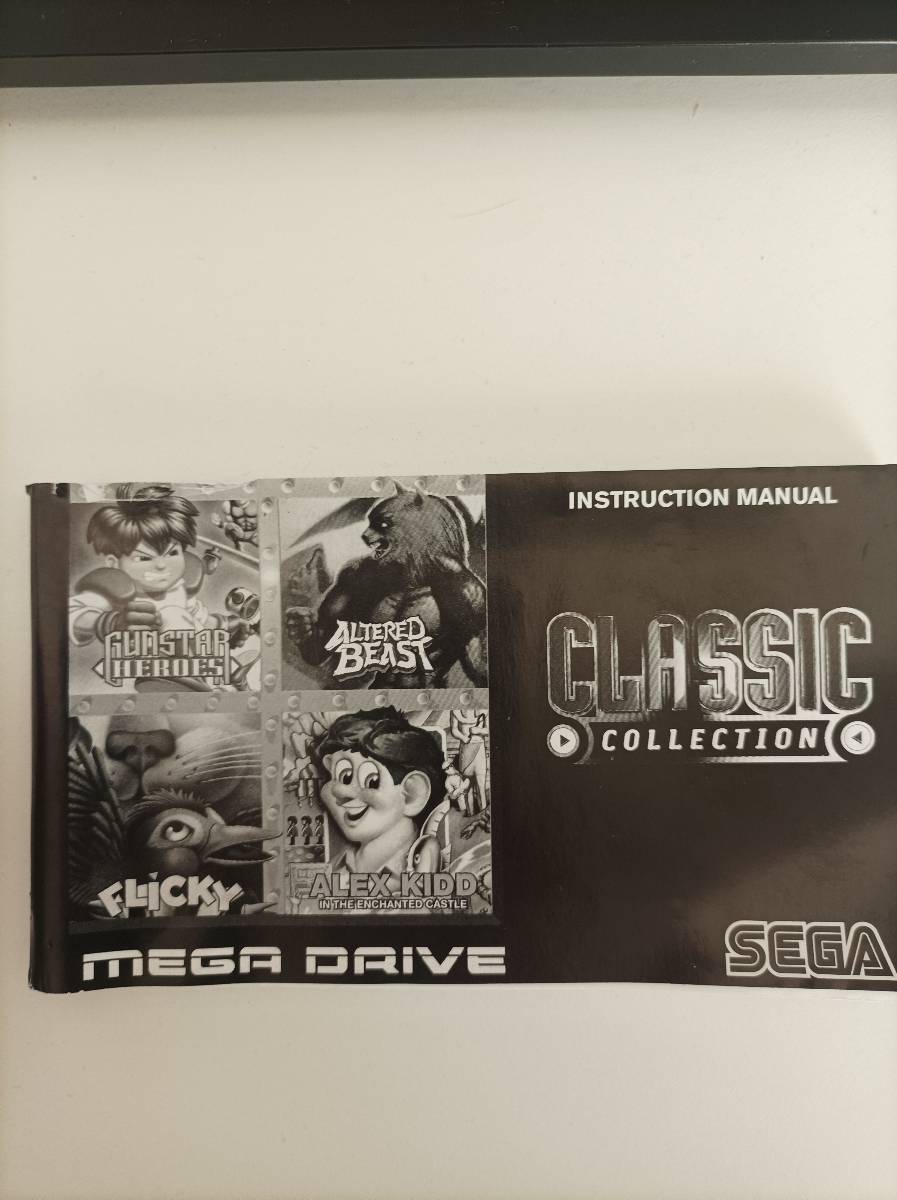 INSTRUCTION MANUAL
GUNSTAR
HEROES
ALTERED
BEAST
CLASSIC
COLLECTION
FLICKY
ALEX KIDD
IN THE ENCHANTED CASTLE
MEGA DRIVE
SEGA